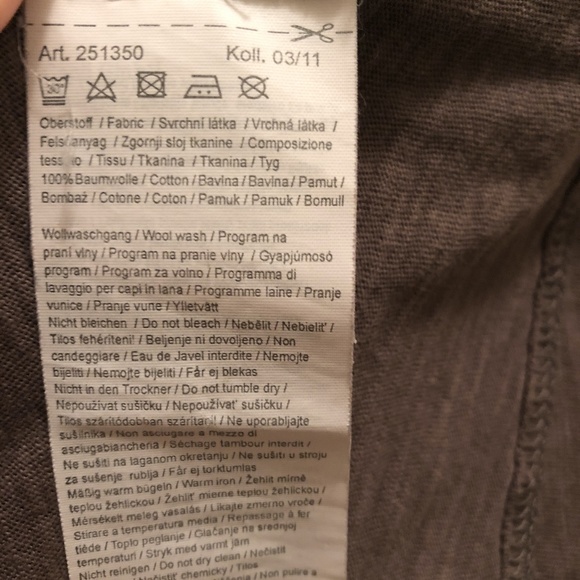 Art. 251350 Koll. 03/11
30°
Oberstoff / Fabric / Svrchní látka / Vrchná látka /
anyag / Zgornji sloj tkanine / Composizione
/ Tissu / Tkanina / Tkanina / Tyg
100% Baumwolle / Cotton / Bavlna / Bavlna / Pamut /
Bombaž / Cotone / Coton / Pamuk / Pamuk / Bomull
Wollwaschgang / Wool wash / Program na
praní vlny / Program na pranie vlny / Gyapjúmosó
program / Program za volno / Programma di
lavaggio per capi in lana / Programme laine / Pranje
vunice / Pranje vune / Ylletvätt
Nicht bleichen / Do not bleach / Nebělit / Nebieliť /
Tilos fehéríteni! / Beljenje ni dovoljeno / Non
candeggiare / Eau de Javel interdite / Nemojte
bijeliti / Nemojte bijeliti / Får ej blekas
Nicht in den Trockner / Do not tumble dry /
Nepoužívat sušičku / Nepoužívať sušičku /
Tilos szárítódobban szárítani! / Ne uporabljajte
sušilnika / Non asciugare a mezzo di
asciugabiancheria / Séchage tambour interdit /
Ne sušiti na laganom okretanju / Ne sušiti u stroju
za sušenje rublja / Får ej torktumlas
Mäßig warm bügeln / Warm iron / Žehlit mírně
teplou žehličkou / Žehliť mierne teplou žehličkou /
Mérsékelt meleg vasalás / Likajte zmerno vroče /
Stirare a temperatura media / Repassage à fer
tiède / Toplo peglanje / Glačanje na srednjoj
temperaturi / Stryk med varmt järn
Nicht reinigen / Do not dry clean / Nečistit
chemicky / Tilos